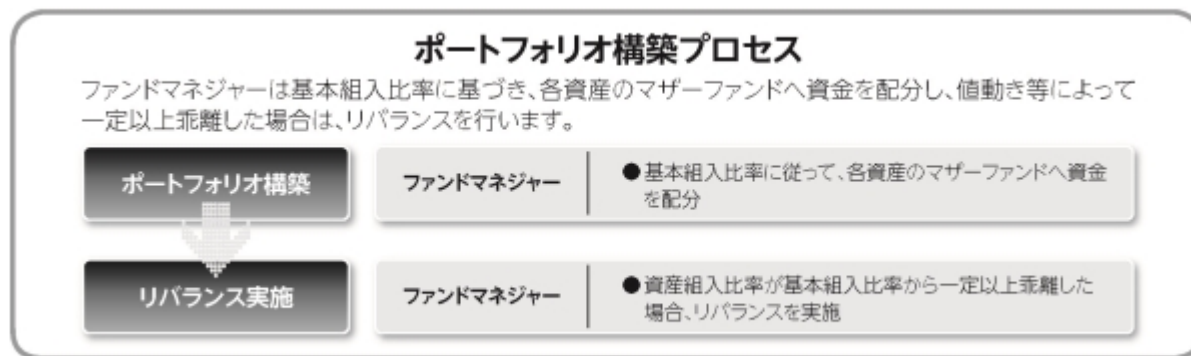 ポートフォリオ構築プロセス
ファンドマネジャーは基本組入比率に基づき、各資産のマザーファンドへ資金を配分し、値動き等によって
一定以上乖離した場合は、リバランスを行います。
ポートフォリオ構築
ファンドマネジャー
●基本組入比率に従って、各資産のマザーファンドへ資金
を配分
リバランス実施
ファンドマネジャー
●資産組入比率が基本組入比率から一定以上乖離した
場合、リバランスを実施